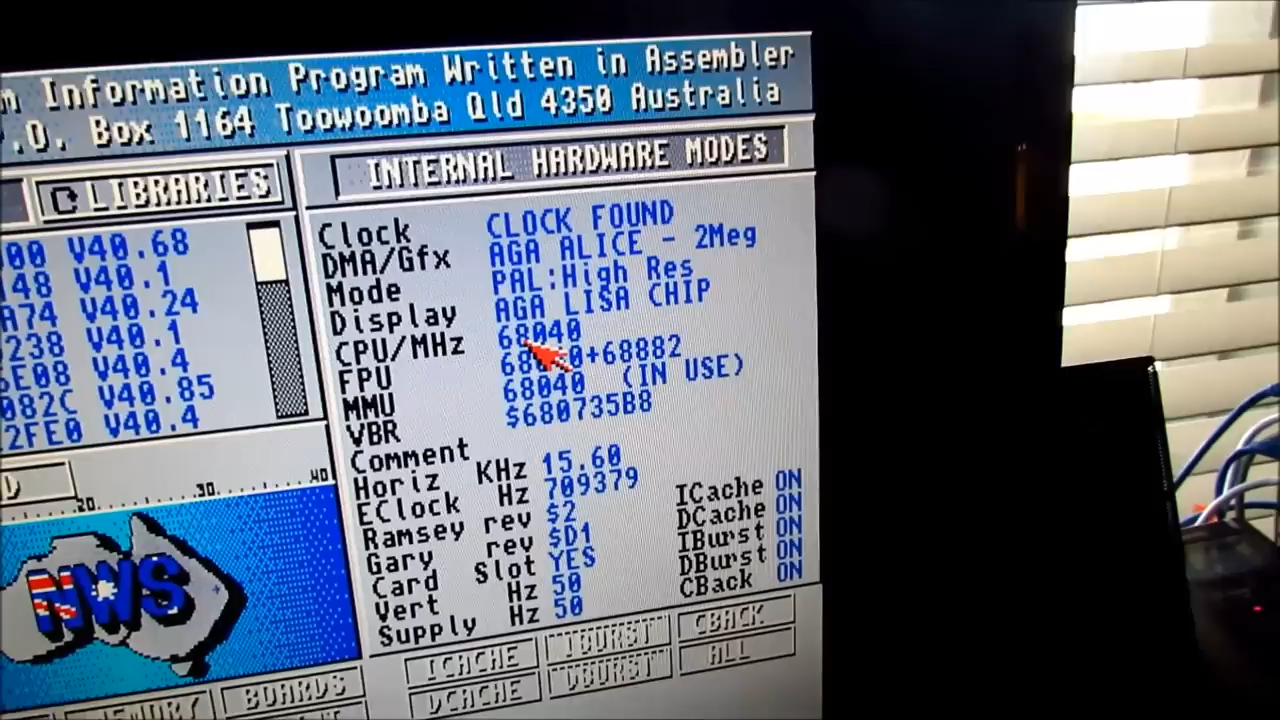 m Information Program Written in Assembler
.O. Box 1164 Toowoomba Qld 4350 Australia
LIBRARIES
INTERNAL HARDWARE MODES
00 V40.68
48 V40.1
A74 V40.24
238 V40.1
E08 V40.4
082C V40.85
2FE0 V40.4
Clock CLOCK FOUND
DMA/Gfx AGA ALICE - 2Meg
Mode PAL:High Res
Display AGA LISA CHIP
CPU/MHz 68040
FPU +68882
MMU 68040 (IN USE)
VBR $680735B8
Comment
Horiz KHz 15.60
EClock Hz 709379
Ramsey rev $2
Gary rev $D1
Card Slot YES
Vert Hz 50
Supply Hz 50
ICache ON
DCache ON
IBurst ON
DBurst ON
CBack ON
D
20 30 40
NWS
MEMORY
BOARDS
ICACHE IBURST CBACK
DCACHE DBURST ALL